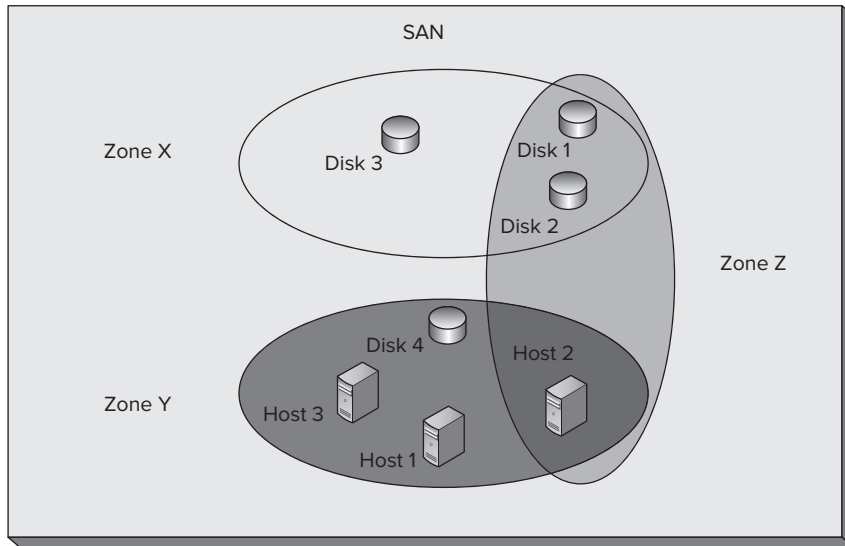 SAN
Zone X
Disk 3
Disk 1
Disk 2
Zone Z
Disk 4
Host 2
Zone Y
Host 3
Host 1